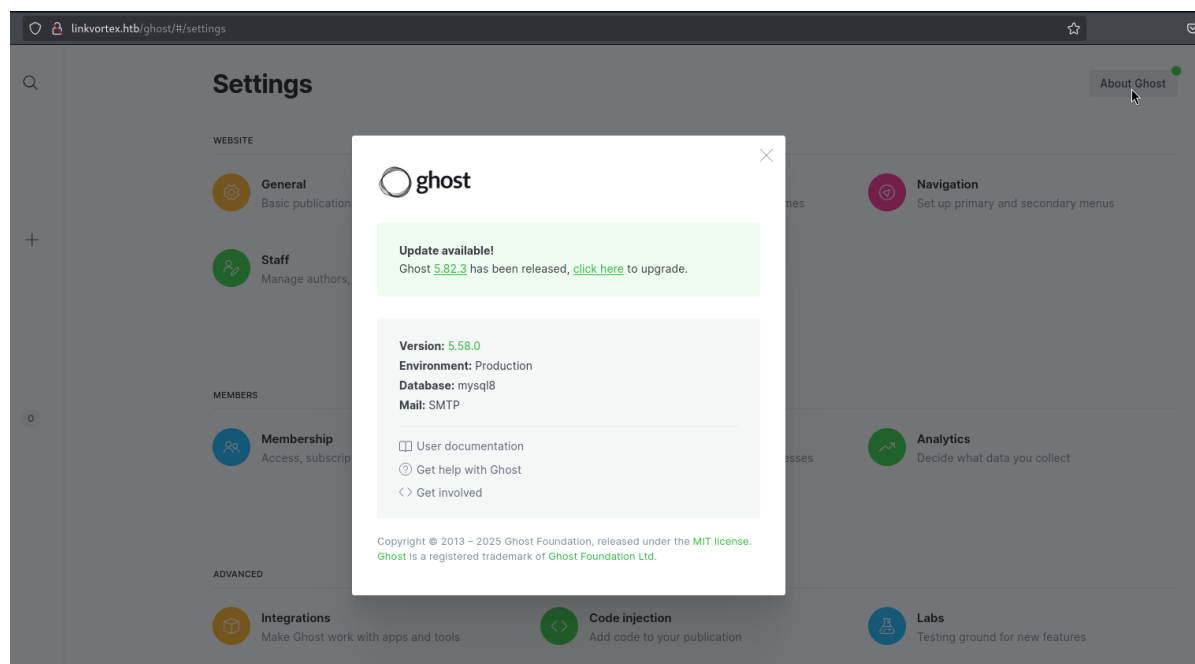 linkvortex.htb/ghost/#/settings
Settings
About Ghost
WEBSITE
General
Basic publication
mes
Navigation
Set up primary and secondary menus
Staff
Manage authors,
ghost
Update available!
Ghost 5.82.3 has been released, click here to upgrade.
Version: 5.58.0
Environment: Production
Database: mysql8
Mail: SMTP
User documentation
Get help with Ghost
Get involved
Copyright © 2013 – 2025 Ghost Foundation, released under the MIT license.
Ghost is a registered trademark of Ghost Foundation Ltd.
0
MEMBERS
Membership
Access, subscrip
esses
Analytics
Decide what data you collect
ADVANCED
Integrations
Make Ghost work with apps and tools
Code injection
Add code to your publication
Labs
Testing ground for new features